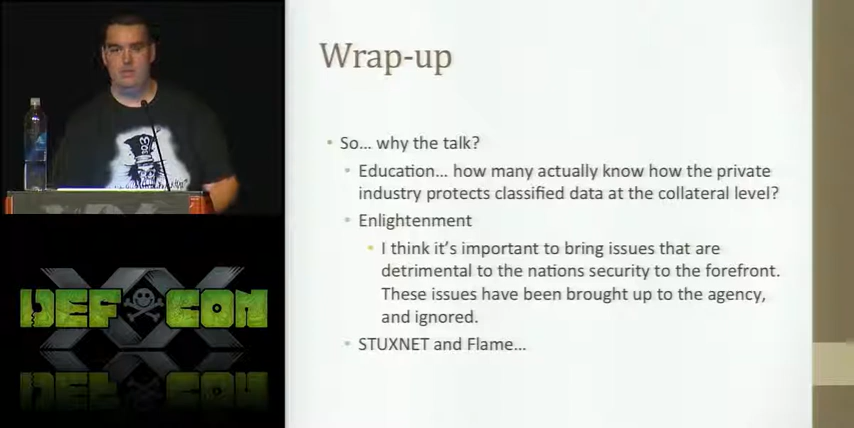 Wrap-up
So... why the talk?
Education... how many actually know how the private
industry protects classified data at the collateral level?
Enlightenment
I think it's important to bring issues that are
detrimental to the nations security to the forefront.
These issues have been brought up to the agency,
and ignored.
STUXNET and Flame...
DEF CON
XX